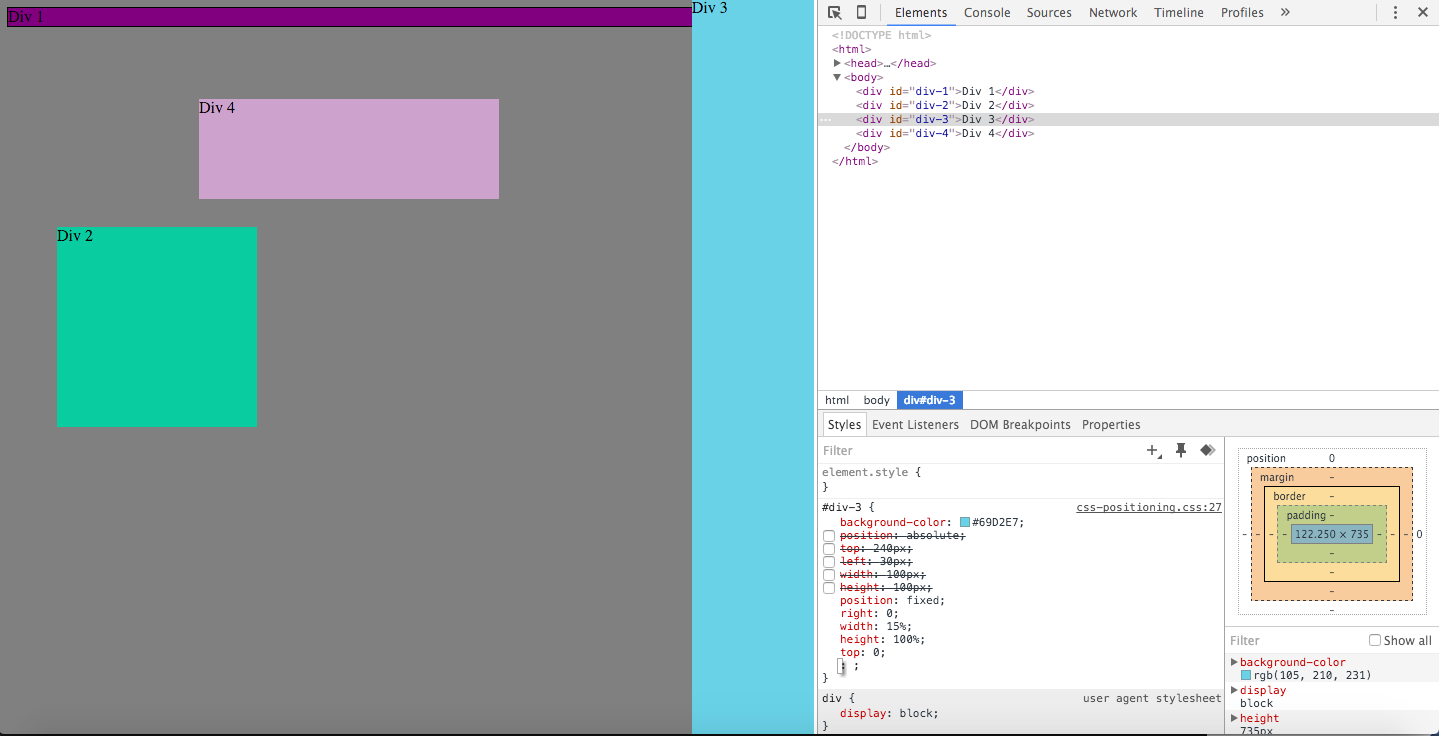 Div 1
Div 3
Div 4
Div 2
Elements Console Sources Network Timeline Profiles »
<!DOCTYPE html>
<html>
<head>…</head>
<body>
<div id="div-1">Div 1</div>
<div id="div-2">Div 2</div>
<div id="div-3">Div 3</div>
<div id="div-4">Div 4</div>
</body>
</html>
html body div#div-3
Styles Event Listeners DOM Breakpoints Properties
Filter
element.style {
}
#div-3 { css-positioning.css:27
background-color: #69D2E7;
position: absolute;
top: 240px;
left: 30px;
width: 100px;
height: 100px;
position: fixed;
right: 0;
width: 15%;
height: 100%;
top: 0;
: ;
}
div { user agent stylesheet
display: block;
}
position 0
margin -
border -
padding -
- - - - 122.250 × 735 - - - 0
-
-
-
-
Filter Show all
background-color
rgb(105, 210, 231)
display
block
height
735px